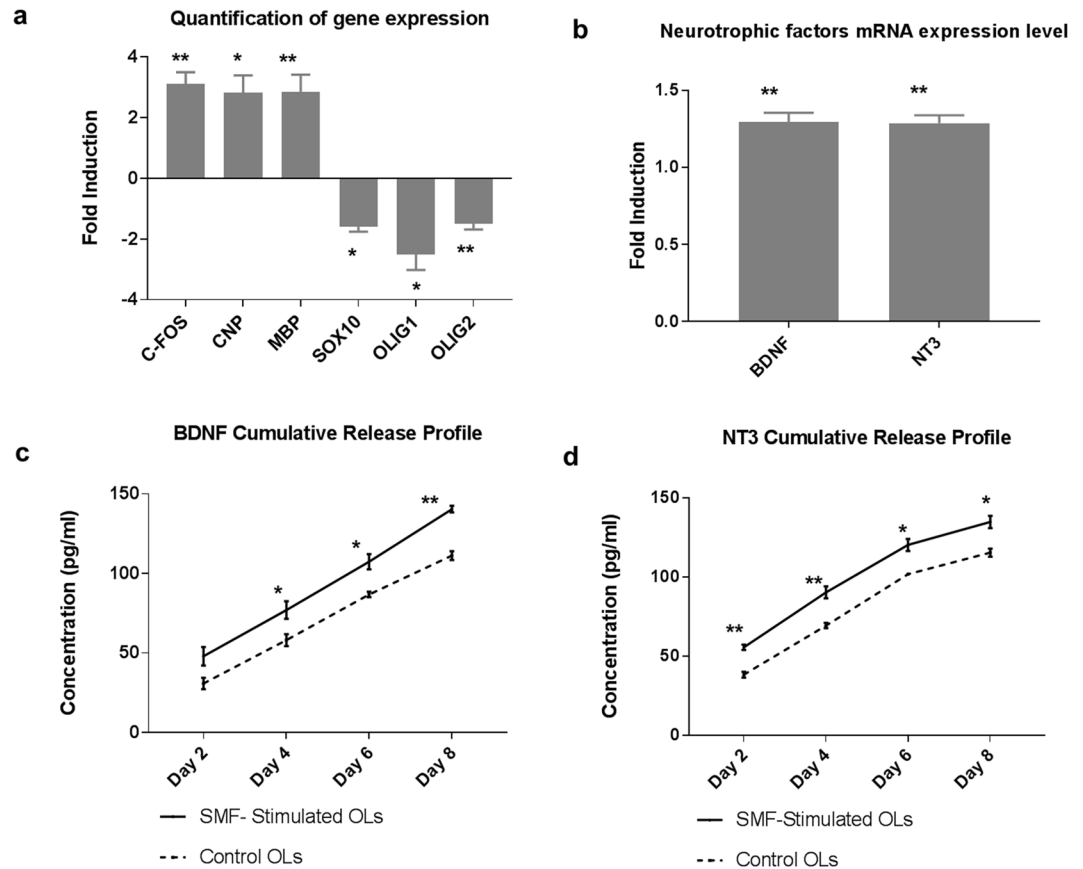 a
Quantification of gene expression
Fold Induction
4
2
0
-2
-4
**
*
**
*
*
**
C-FOS
CNP
MBP
SOX10
OLIG1
OLIG2
b
Neurotrophic factors mRNA expression level
Fold Induction
1.5
1.0
0.5
0.0
**
**
BDNF
NT3
c
BDNF Cumulative Release Profile
Concentration (pg/ml)
150
100
50
0
*
*
**
Day 2
Day 4
Day 6
Day 8
SMF- Stimulated OLs
Control OLs
d
NT3 Cumulative Release Profile
Concentration (pg/ml)
150
100
50
0
**
**
*
*
Day 2
Day 4
Day 6
Day 8
SMF-Stimulated OLs
Control OLs